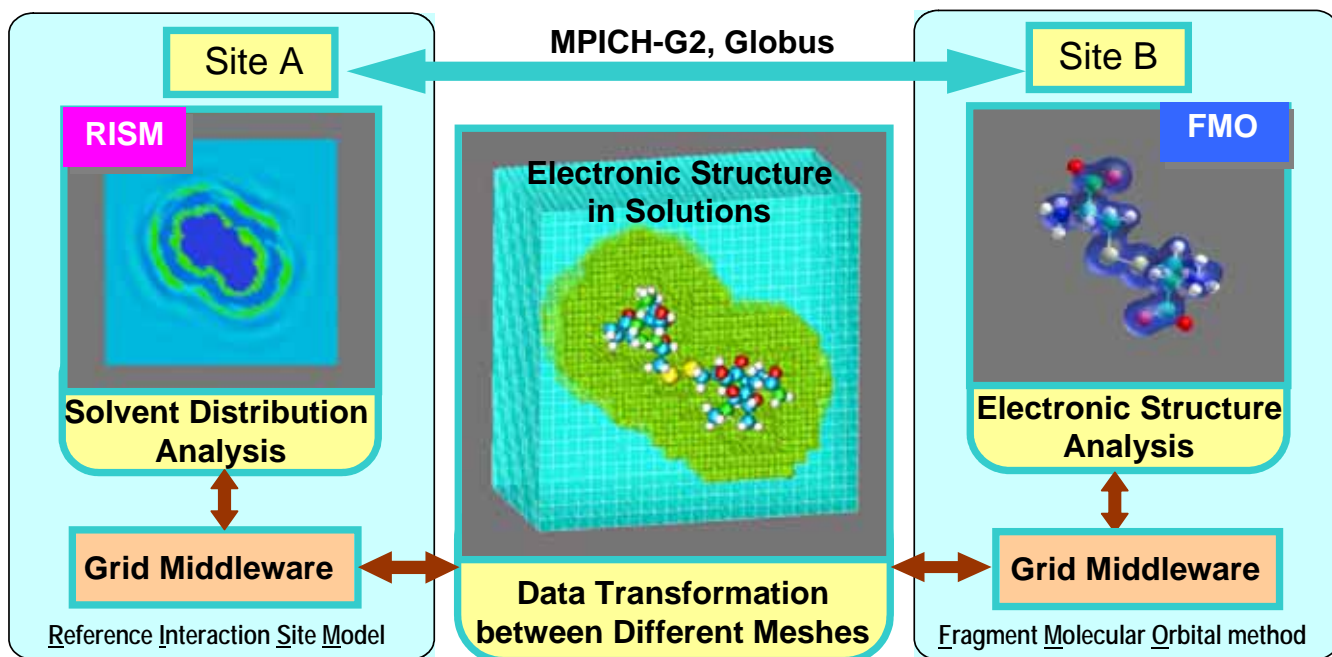 Site A
MPICH-G2, Globus
Site B
RISM
FMO
Electronic Structure
in Solutions
Solvent Distribution
Analysis
Electronic Structure
Analysis
Grid Middleware
Grid Middleware
Data Transformation
between Different Meshes
Reference Interaction Site Model
Fragment Molecular Orbital method